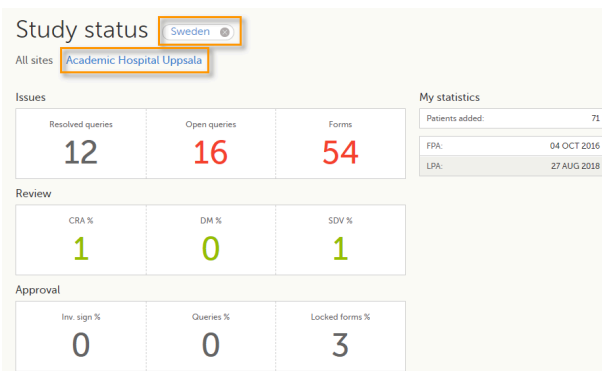 Study status Sweden
All sites Academic Hospital Uppsala
Issues
Resolved queries Open queries Forms
12 16 54
Review
CRA % DM % SDV %
1 0 1
Approval
Inv. sign % Queries % Locked forms %
0 0 3
My statistics
Patients added: 71
FPA: 04 OCT 2016
LPA: 27 AUG 2018